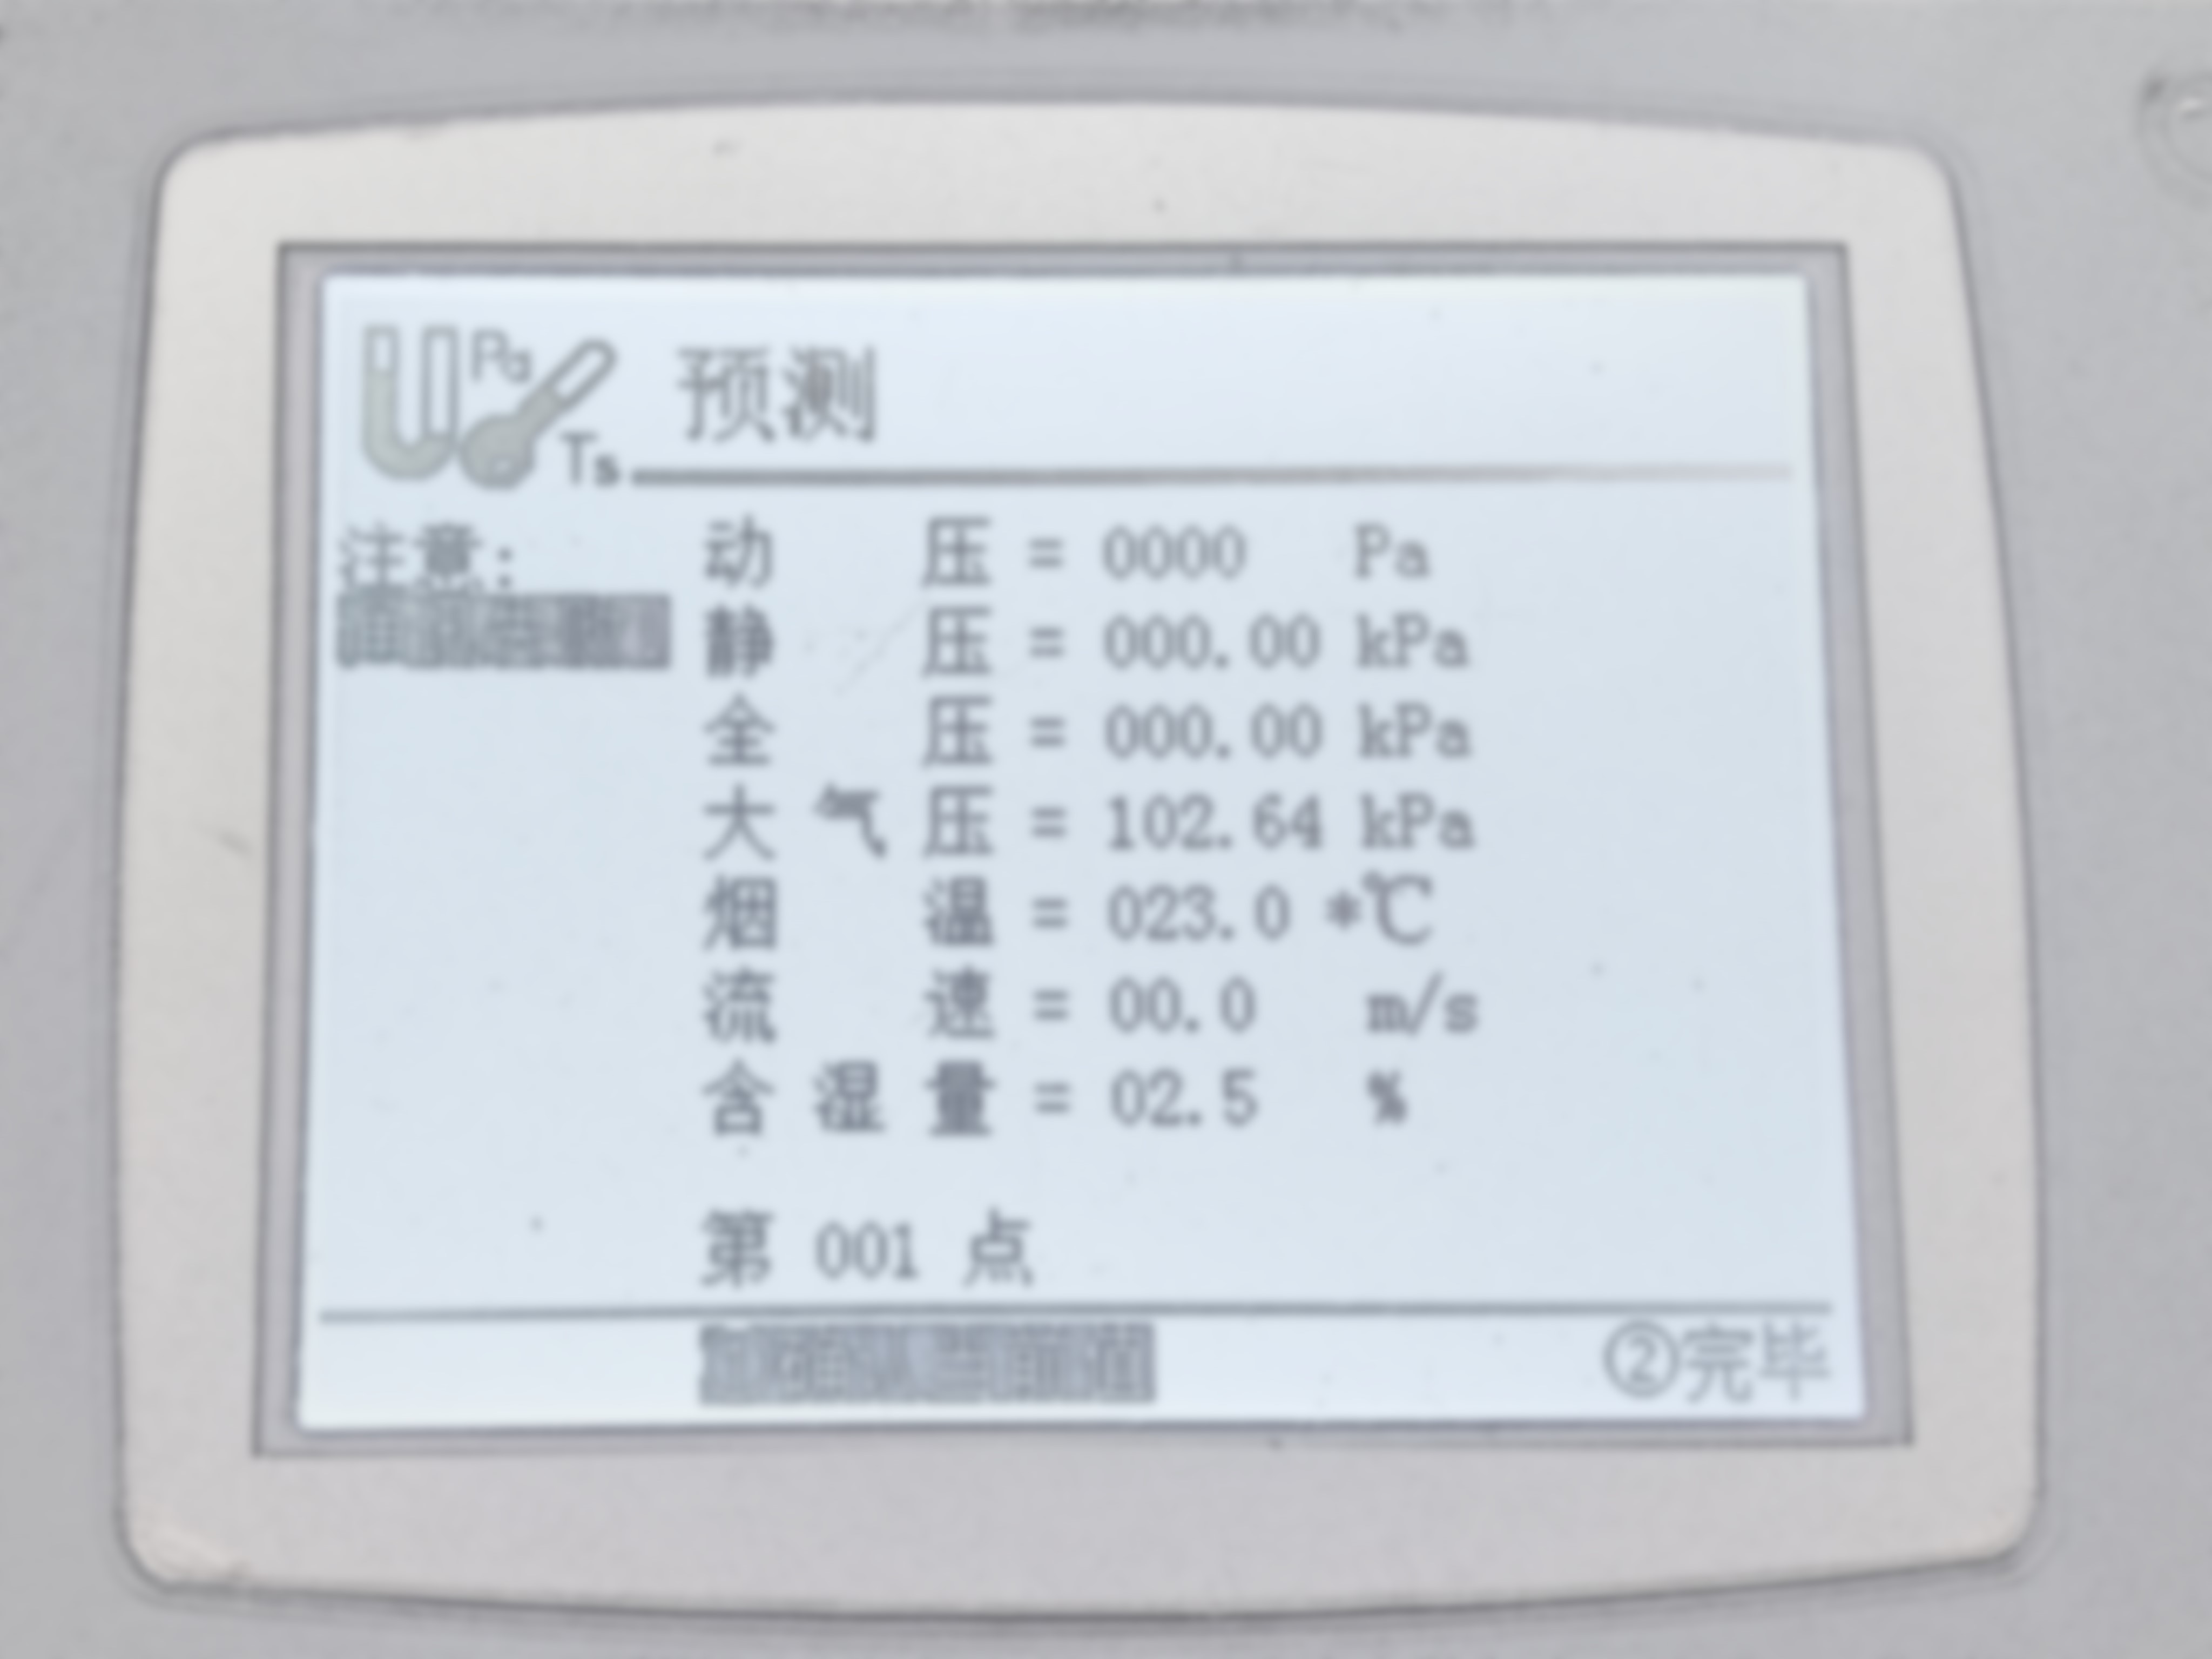 Pa
Ts
预测
注意:
动 压 = 0000 Pa
静 压 = 000.00 kPa
全 压 = 000.00 kPa
大 气 压 = 102.64 kPa
烟 温 = 023.0 *℃
流 速 = 00.0 m/s
含 湿 量 = 02.5 %
第 001 点
②完毕